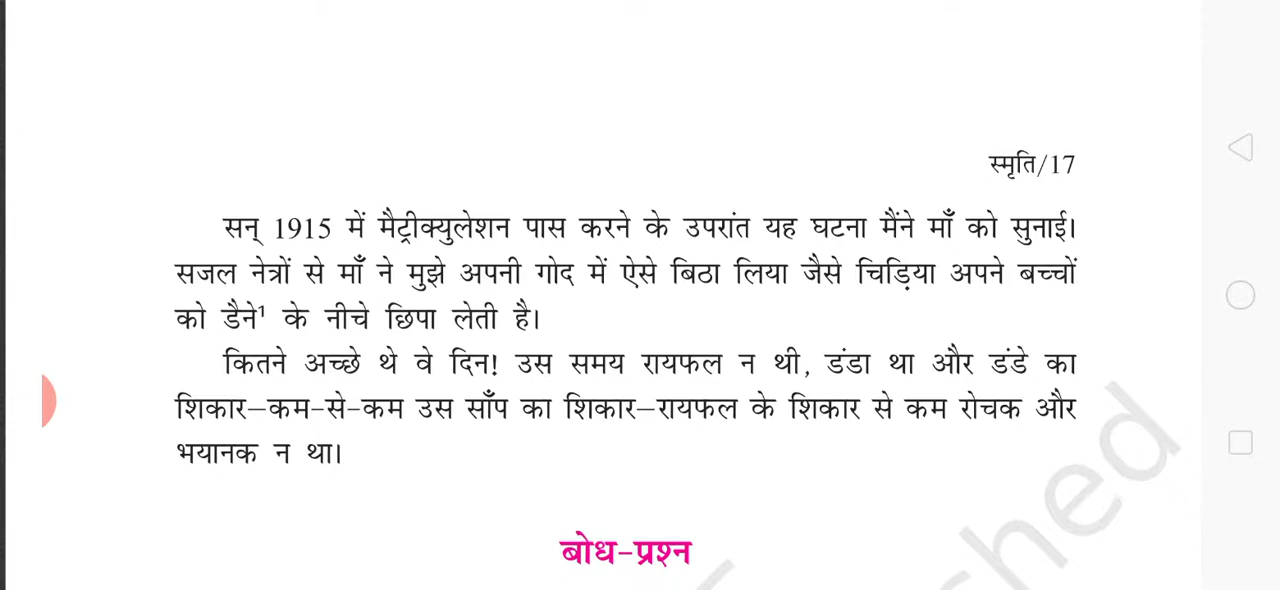 स्मृति/17
सन् 1915 में मैट्रीक्युलेशन पास करने के उपरांत यह घटना मैंने माँ को सुनाई।
सजल नेत्रों से माँ ने मुझे अपनी गोद में ऐसे बिठा लिया जैसे चिड़िया अपने बच्चों
को डैने¹ के नीचे छिपा लेती है।
कितने अच्छे थे वे दिन! उस समय रायफल न थी, डंडा था और डंडे का
शिकार—कम-से-कम उस साँप का शिकार—रायफल के शिकार से कम रोचक और
भयानक न था।
बोध-प्रश्न